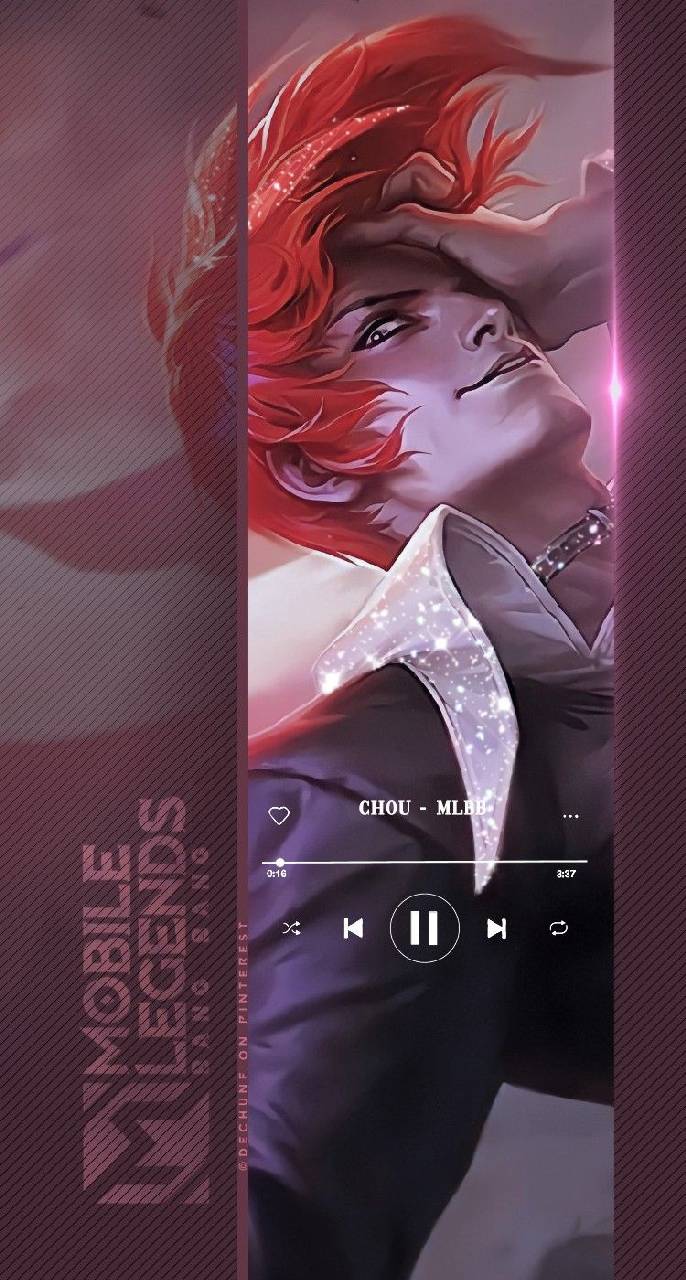 CHOU - MLBB
0:16
3:37
MOBILE
LEGENDS
BANG BANG
©DECHUNF ON PINTEREST